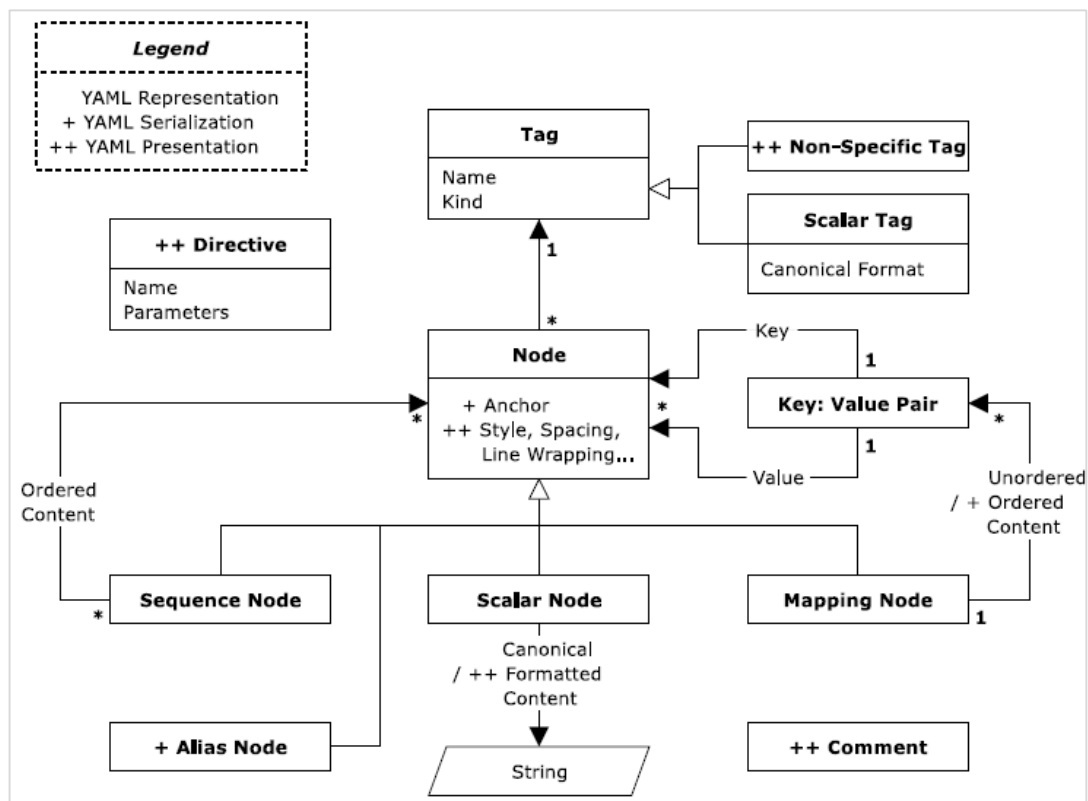 Legend
YAML Representation
+ YAML Serialization
++ YAML Presentation
Tag
Name
Kind
++ Non-Specific Tag
Scalar Tag
Canonical Format
++ Directive
Name
Parameters
1
*
Node
+ Anchor
++ Style, Spacing,
Line Wrapping...
Key
1
*
Key: Value Pair
1
Value
*
*
Ordered
Content
Unordered
/ + Ordered
Content
Sequence Node
*
Scalar Node
Mapping Node
1
Canonical
/ ++ Formatted
Content
+ Alias Node
String
++ Comment